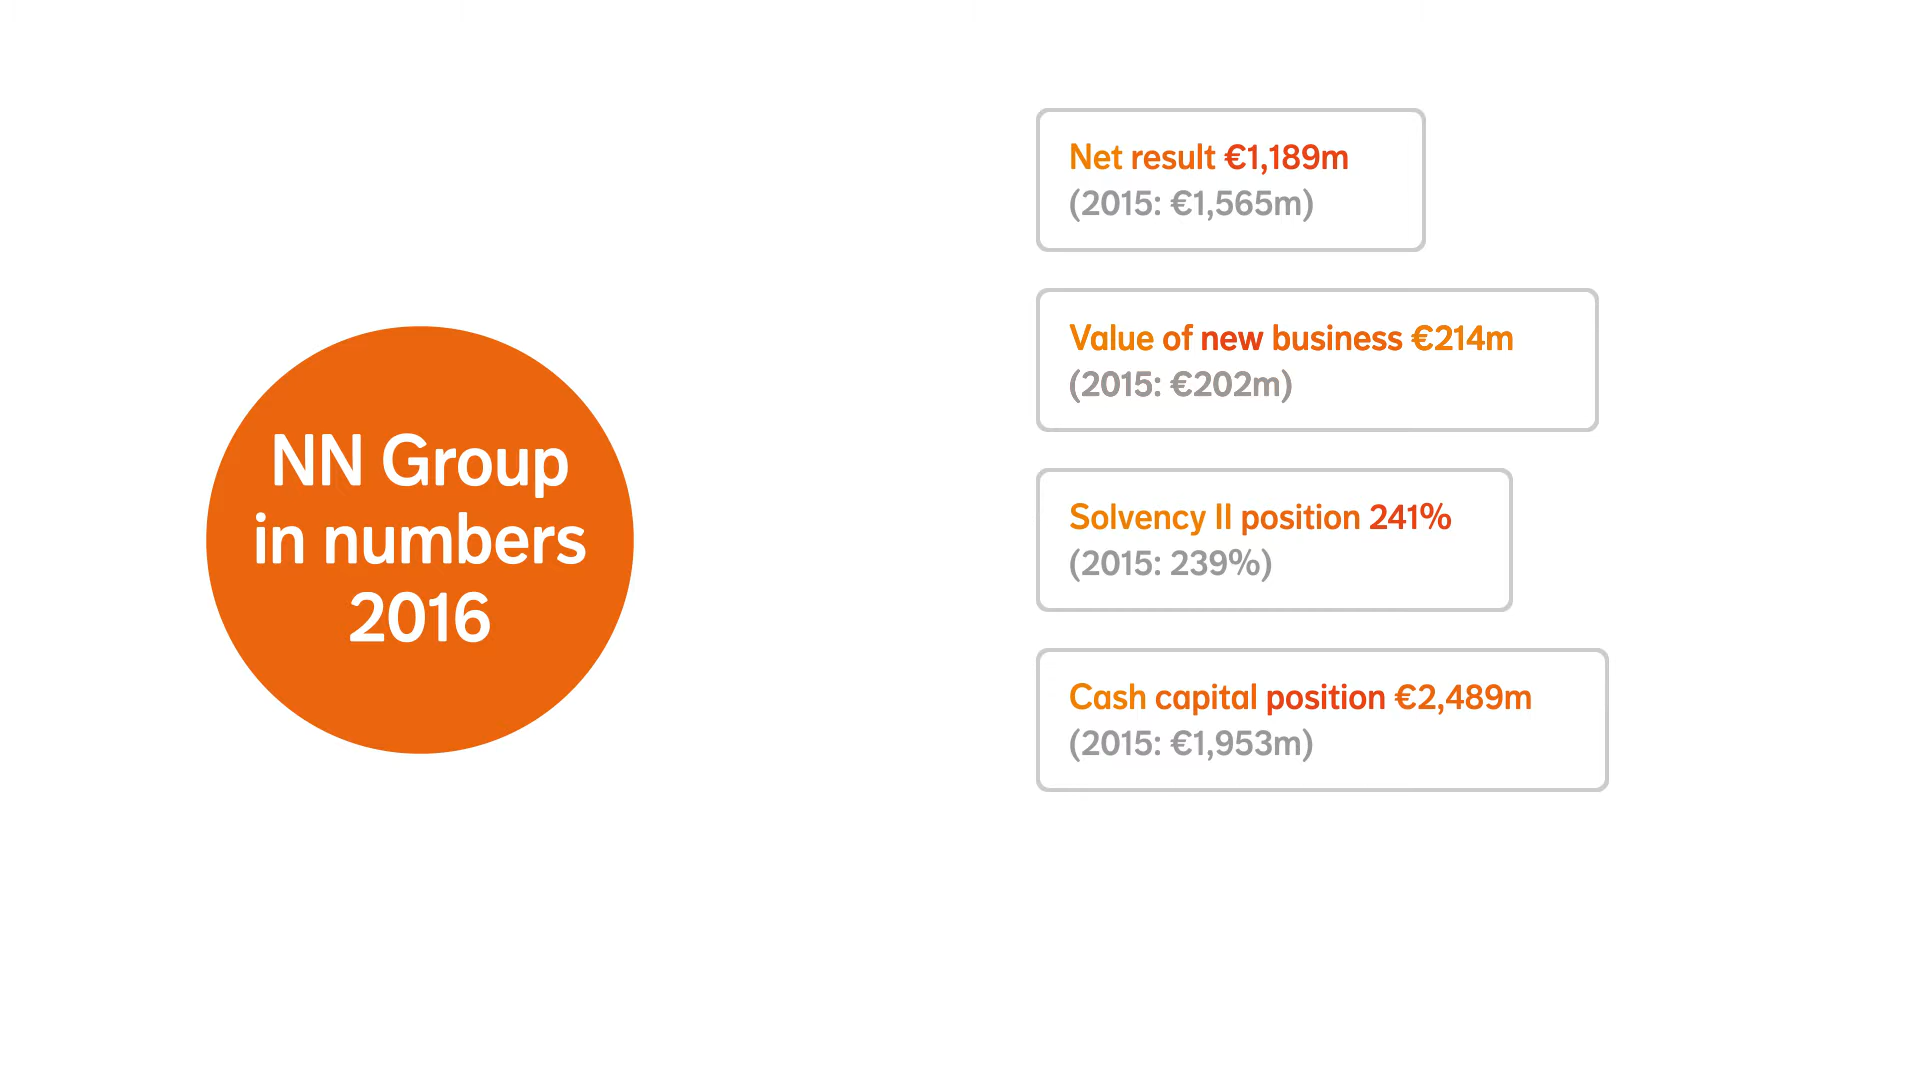 NN Group
in numbers
2016
Net result €1,189m
(2015: €1,565m)
Value of new business €214m
(2015: €202m)
Solvency II position 241%
(2015: 239%)
Cash capital position €2,489m
(2015: €1,953m)